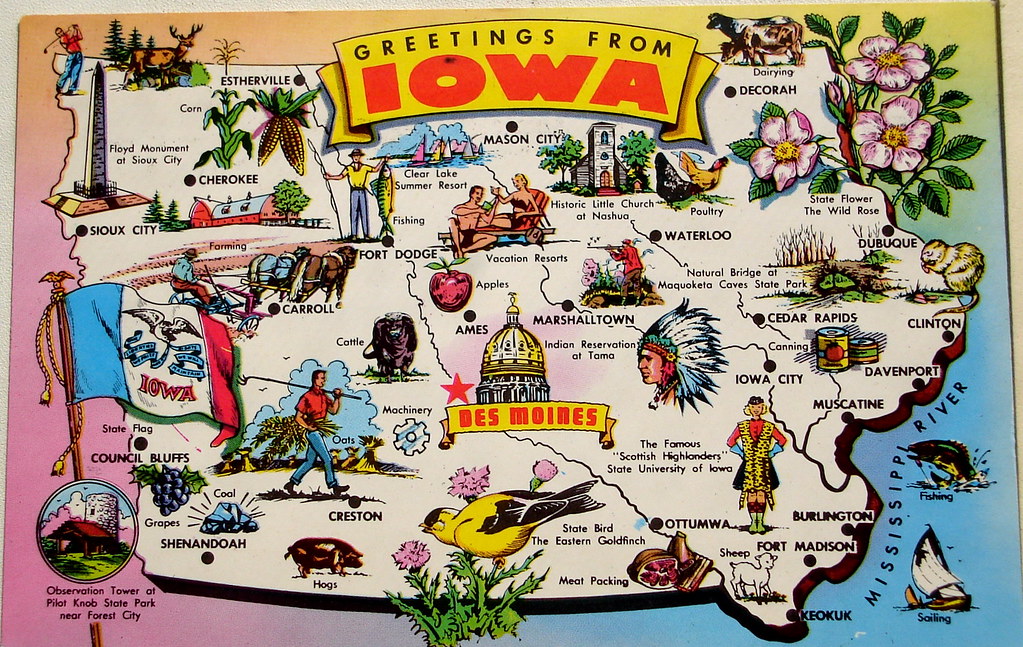 GREETINGS FROM
IOWA
Dairying
ESTHERVILLE
DECORAH
Corn
MASON CITY
Floyd Monument
at Sioux City
Clear Lake
Summer Resort
CHEROKEE
Historic Little Church
at Nashua
Poultry
State Flower
The Wild Rose
SIOUX CITY
Fishing
WATERLOO
DUBUQUE
Farming
FORT DODGE
Vacation Resorts
Natural Bridge at
Maquoketa Caves State Park
Apples
CARROLL
AMES
MARSHALLTOWN
CEDAR RAPIDS
CLINTON
Cattle
Indian Reservation
at Tama
Canning
IOWA
IOWA CITY
DAVENPORT
DES MOINES
MUSCATINE
Machinery
State Flag
Oats
The Famous
"Scottish Highlanders"
State University of Iowa
MISSISSIPPI RIVER
COUNCIL BLUFFS
Coal
Grapes
Fishing
CRESTON
State Bird
The Eastern Goldfinch
OTTUMWA
BURLINGTON
SHENANDOAH
FORT MADISON
Sheep
Hogs
Meat Packing
Observation Tower at
Pilot Knob State Park
near Forest City
KEOKUK
Sailing